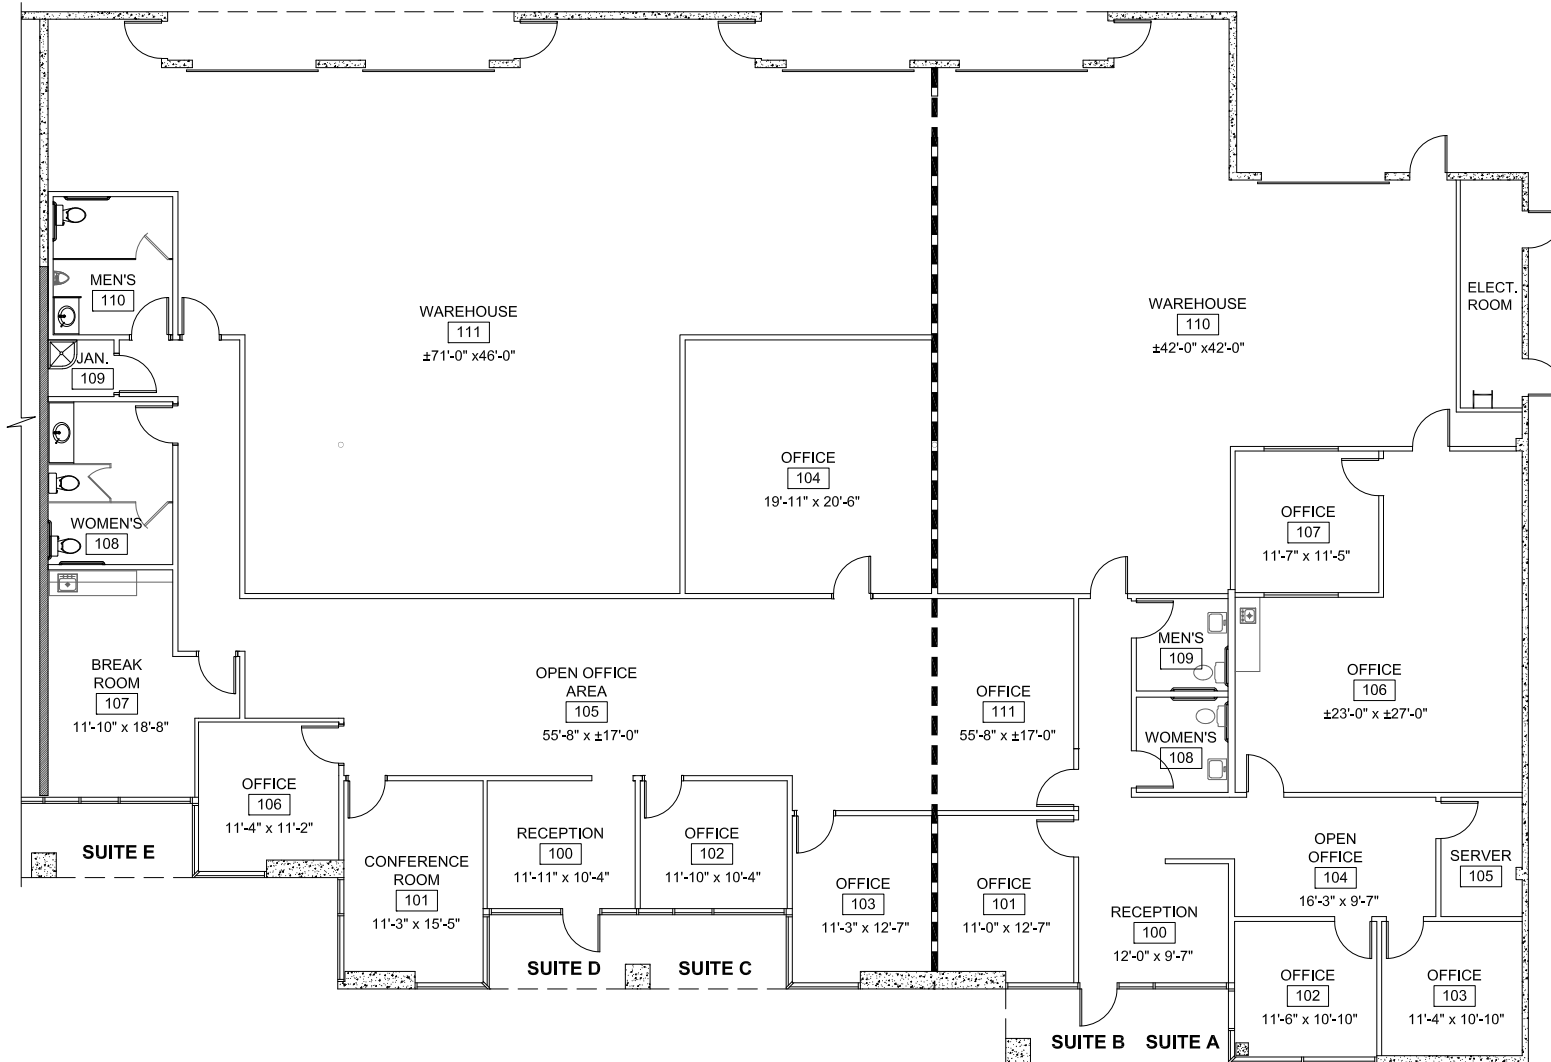 MEN'S
110
JAN.
109
WOMEN'S
108
BREAK
ROOM
107
11'-10" x 18'-8"
WAREHOUSE
111
±71'-0" x46'-0"
OFFICE
104
19'-11" x 20'-6"
OPEN OFFICE
AREA
105
55'-8" x ±17'-0"
OFFICE
106
11'-4" x 11'-2"
CONFERENCE
ROOM
101
11'-3" x 15'-5"
RECEPTION
100
11'-11" x 10'-4"
OFFICE
102
11'-10" x 10'-4"
OFFICE
103
11'-3" x 12'-7"
SUITE E
SUITE D
SUITE C
WAREHOUSE
110
±42'-0" x42'-0"
ELECT.
ROOM
OFFICE
107
11'-7" x 11'-5"
MEN'S
109
WOMEN'S
108
OFFICE
106
±23'-0" x ±27'-0"
OFFICE
111
55'-8" x ±17'-0"
OFFICE
101
11'-0" x 12'-7"
RECEPTION
100
12'-0" x 9'-7"
OPEN
OFFICE
104
16'-3" x 9'-7"
SERVER
105
OFFICE
102
11'-6" x 10'-10"
OFFICE
103
11'-4" x 10'-10"
SUITE B
SUITE A